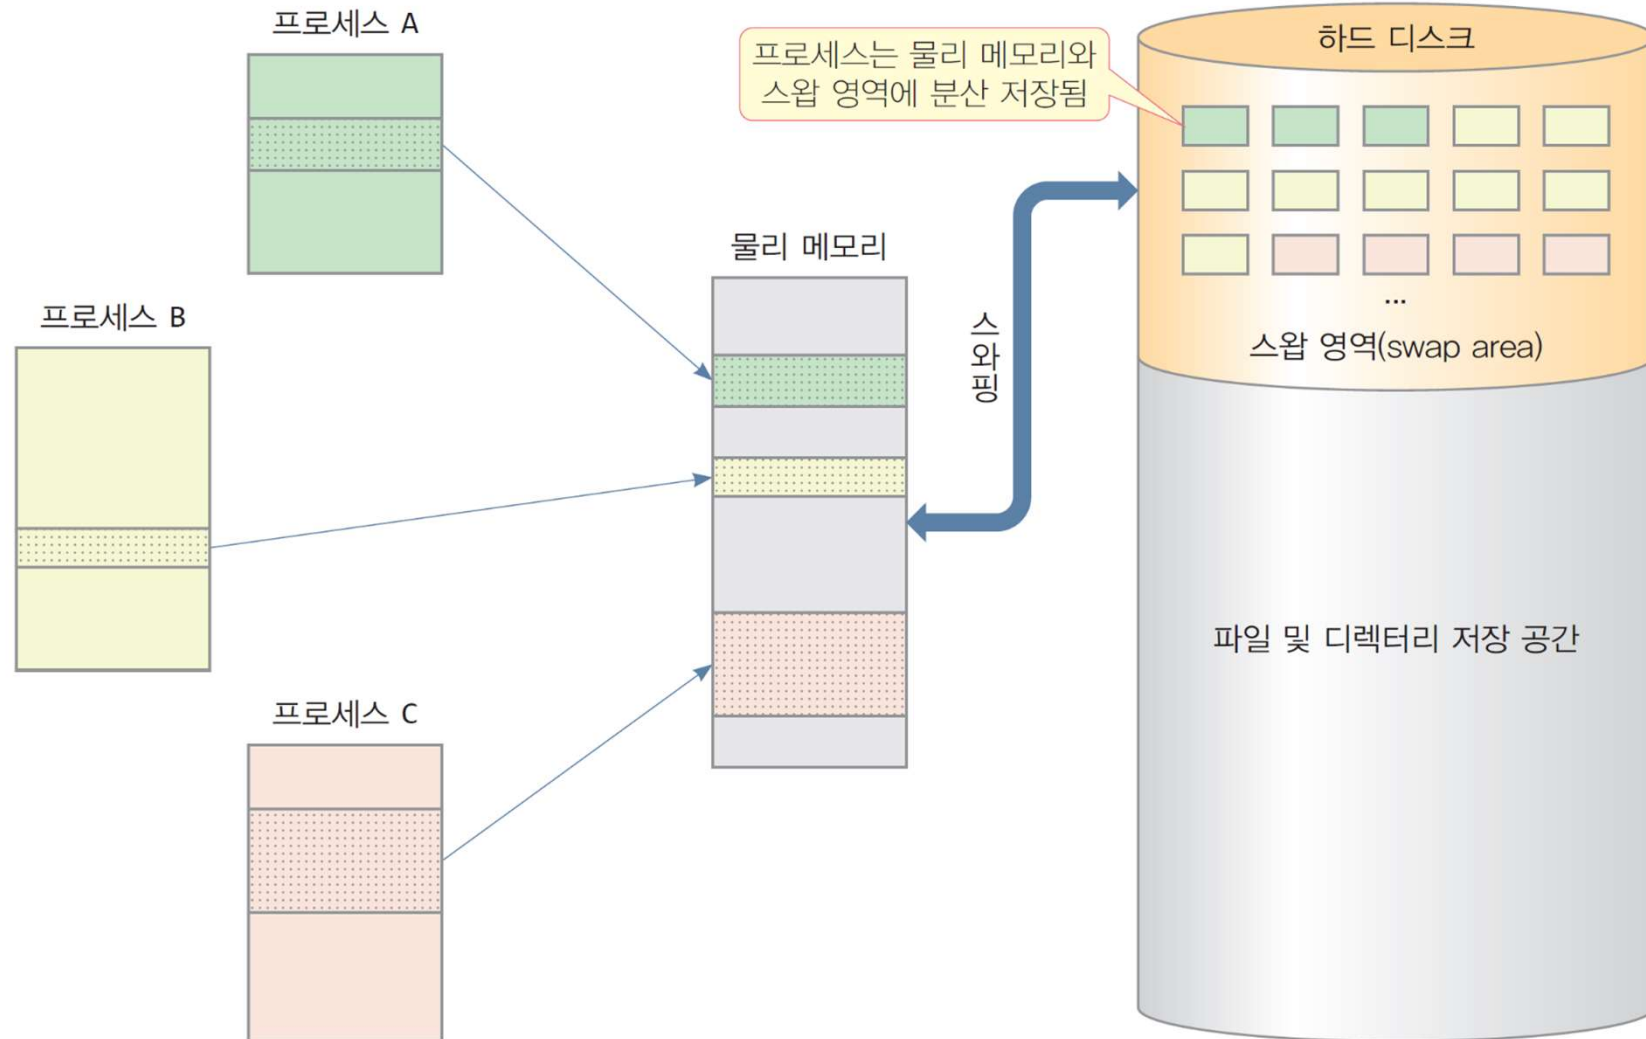 프로세스 A
프로세스는 물리 메모리와
스왑 영역에 분산 저장됨
하드 디스크
물리 메모리
프로세스 B
스와핑
...
스왑 영역(swap area)
파일 및 디렉터리 저장 공간
프로세스 C